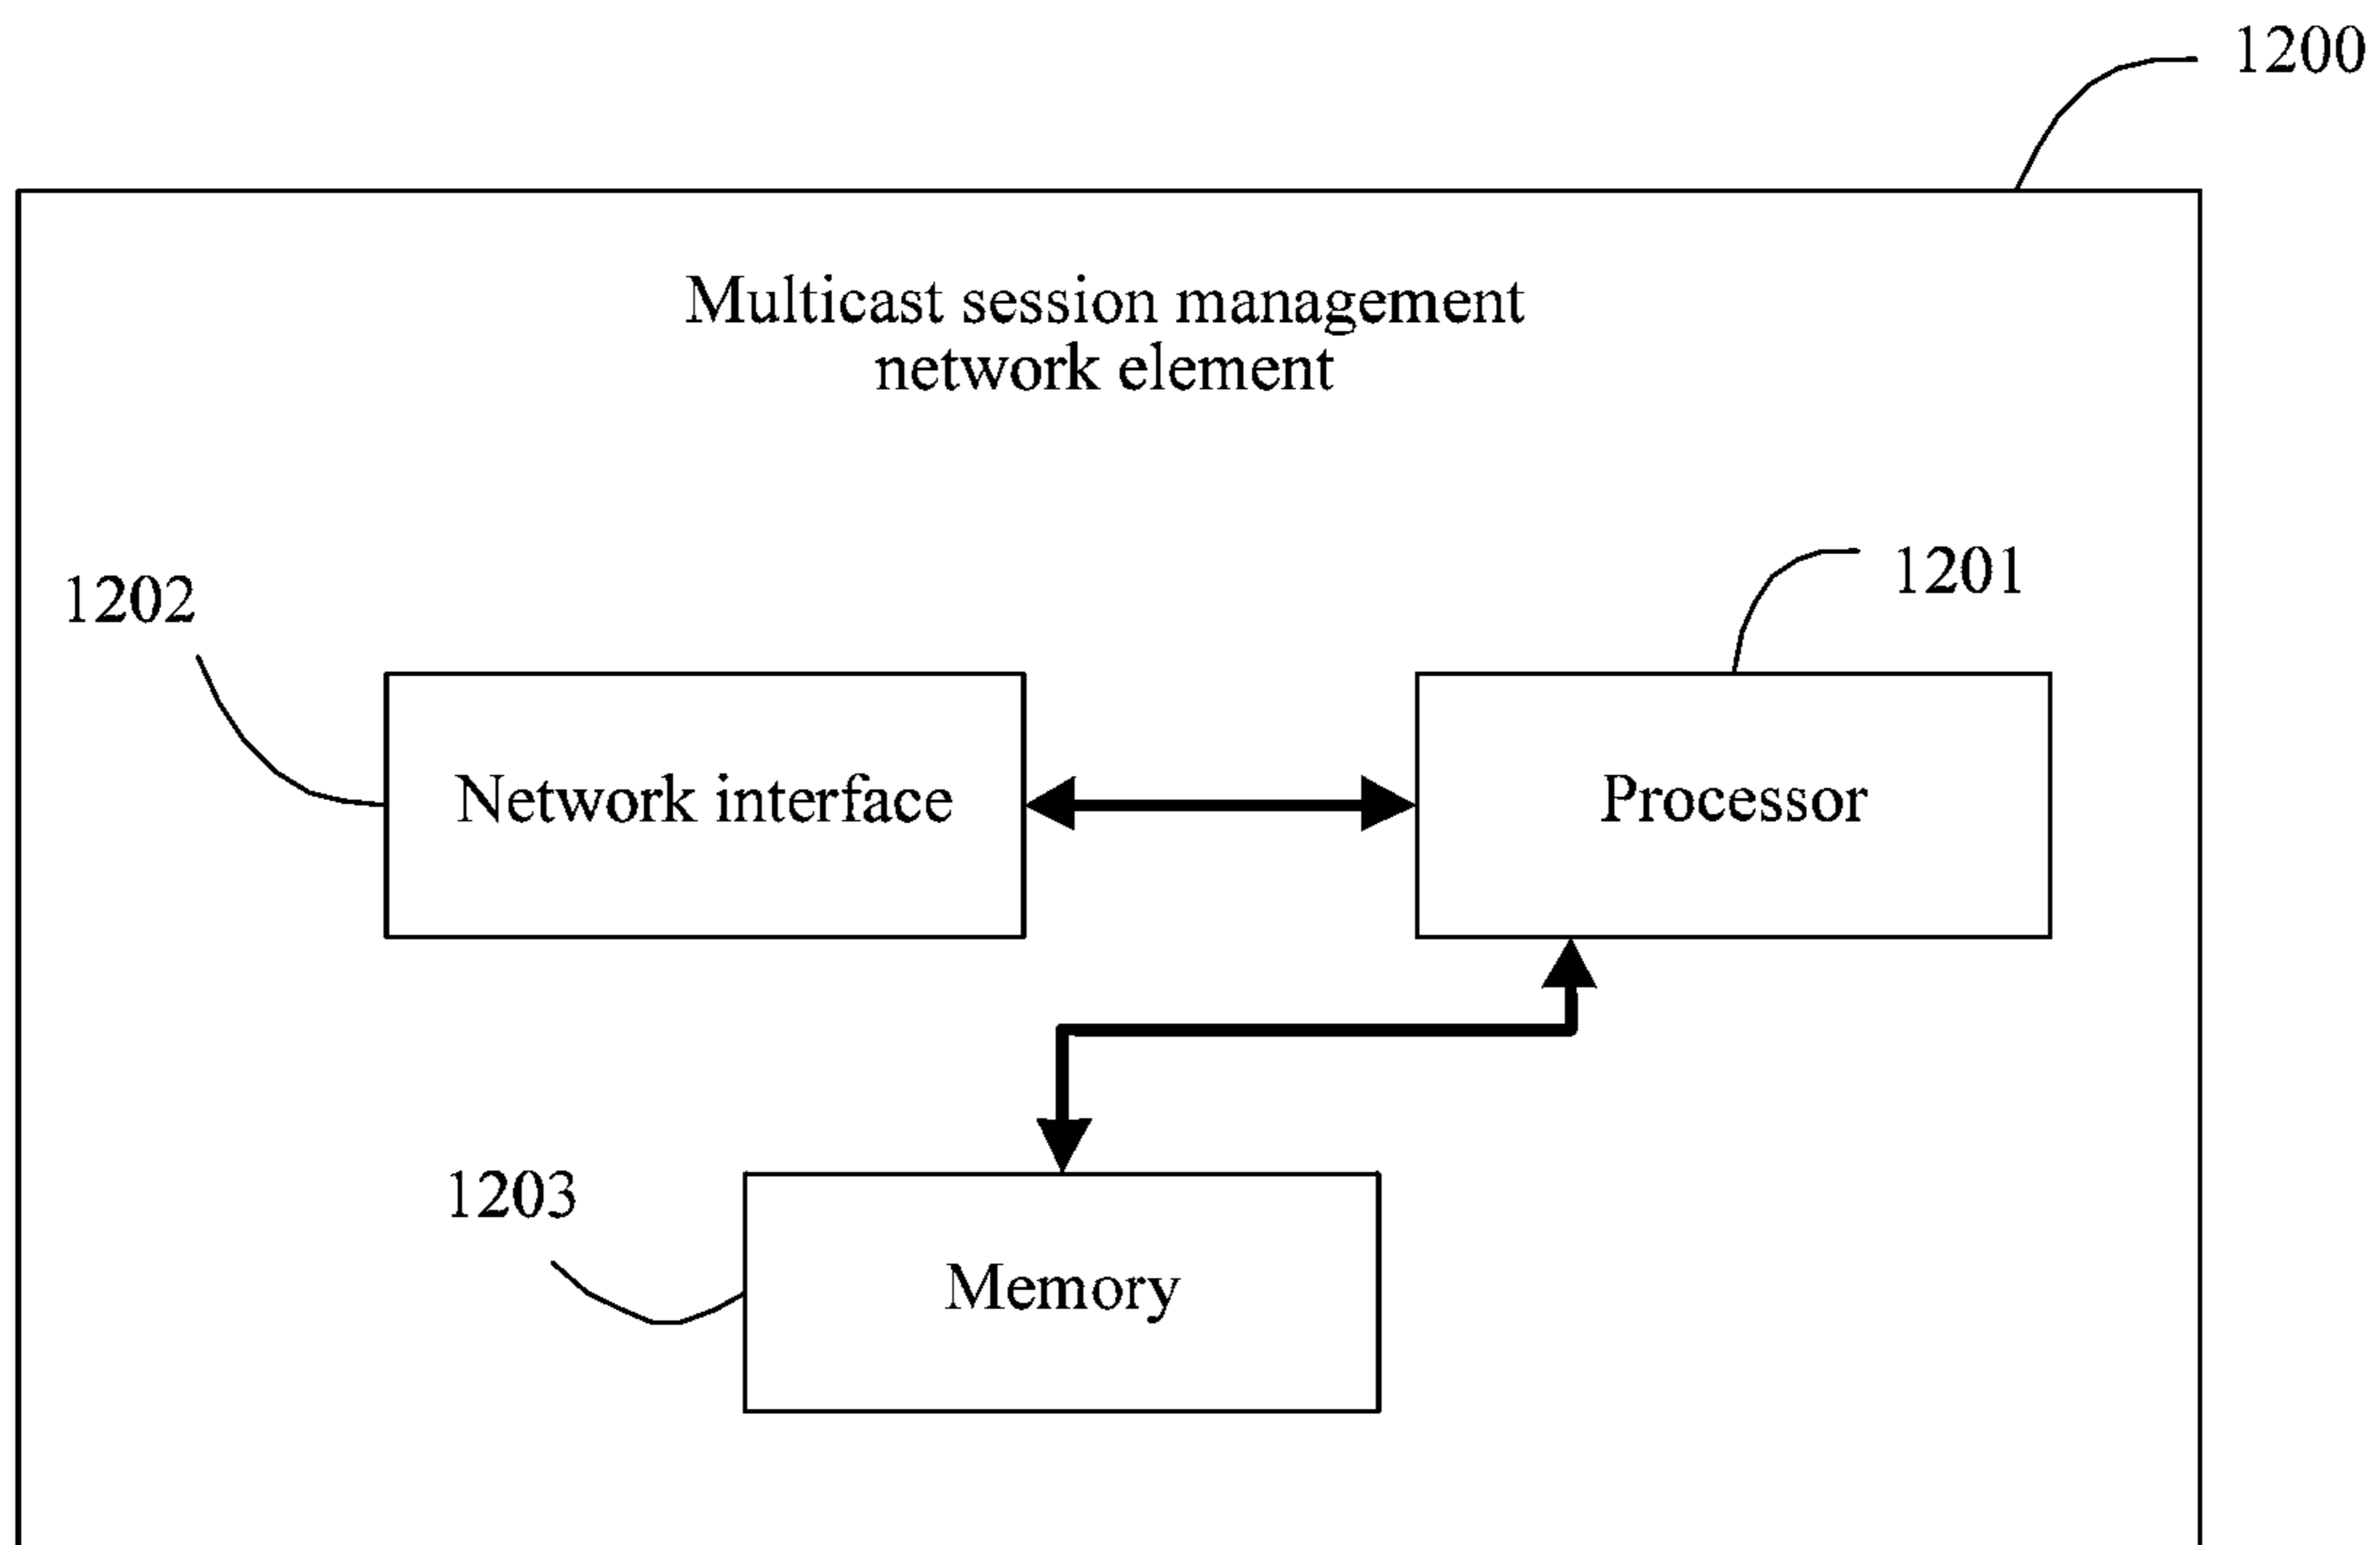 1200
Multicast session management
network element
1201
1202
Network interface
Processor
1203
Memory